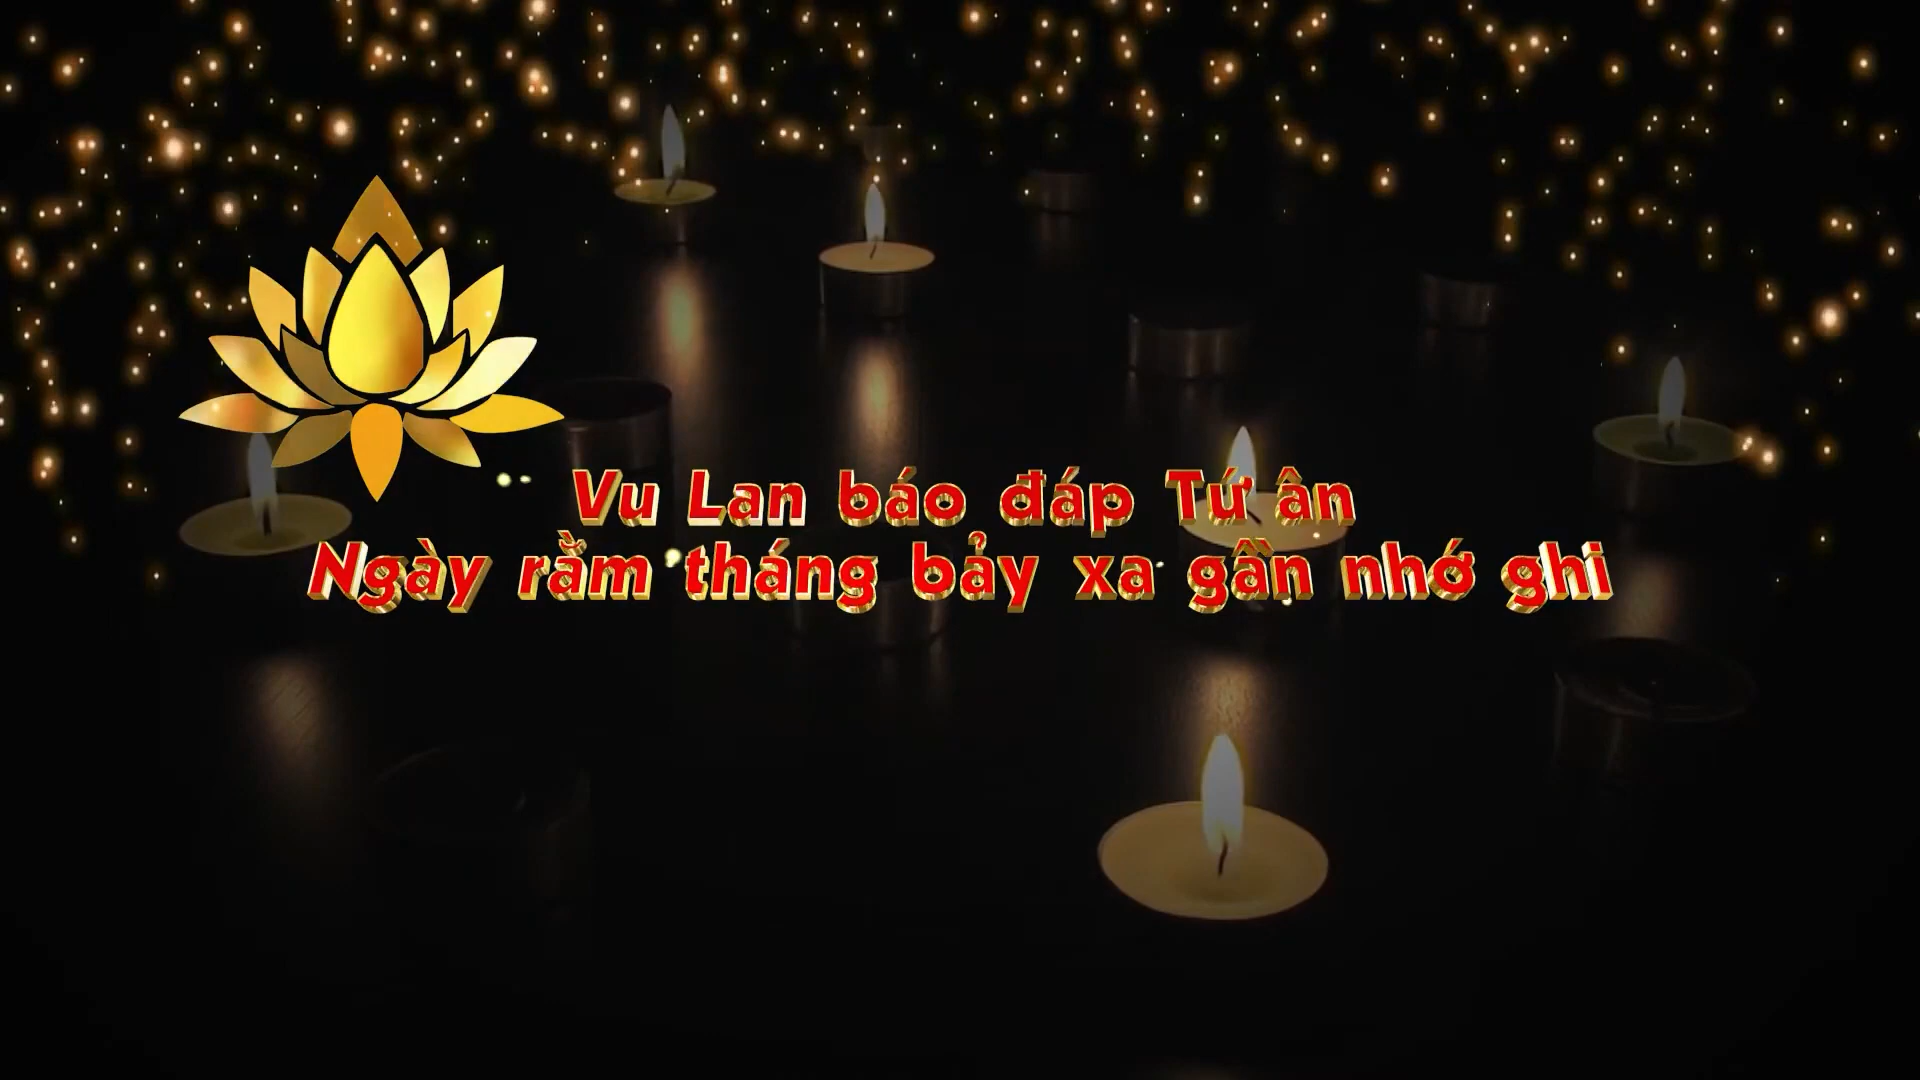 Vu Lan báo đáp Tứ ân
Ngày rằm tháng bảy xa gần nhớ ghi